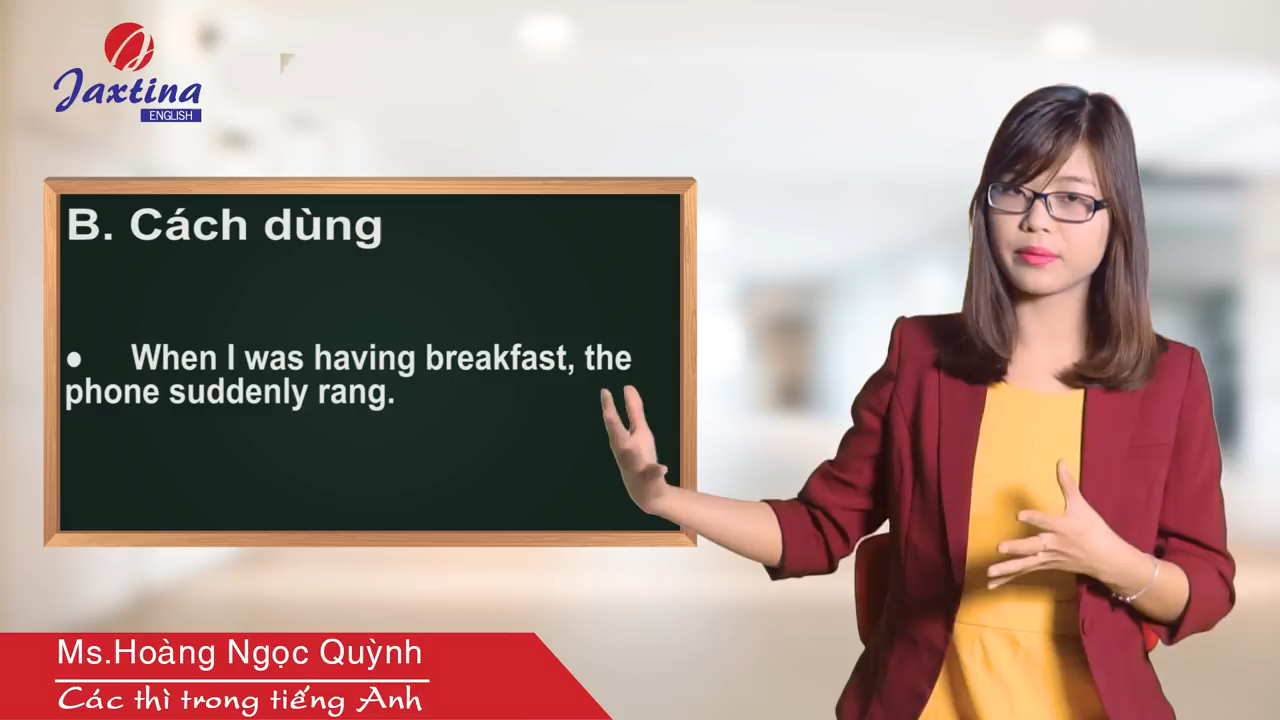 Jaxtina
ENGLISH
B. Cách dùng
● When I was having breakfast, the
phone suddenly rang.
Ms.Hoàng Ngọc Quỳnh
Các thì trong tiếng Anh